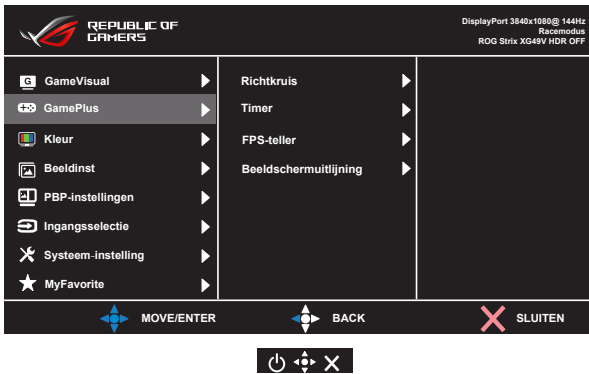 REPUBLIC OF
GAMERS
DisplayPort 3840x1080@ 144Hz
Racemodus
ROG Strix XG49V HDR OFF
G GameVisual
GamePlus
Kleur
Beeldinst
PBP-instellingen
Ingangsselectie
Systeem-instelling
MyFavorite
Richtkruis
Timer
FPS-teller
Beeldschermuitlijning
MOVE/ENTER
BACK
SLUITEN